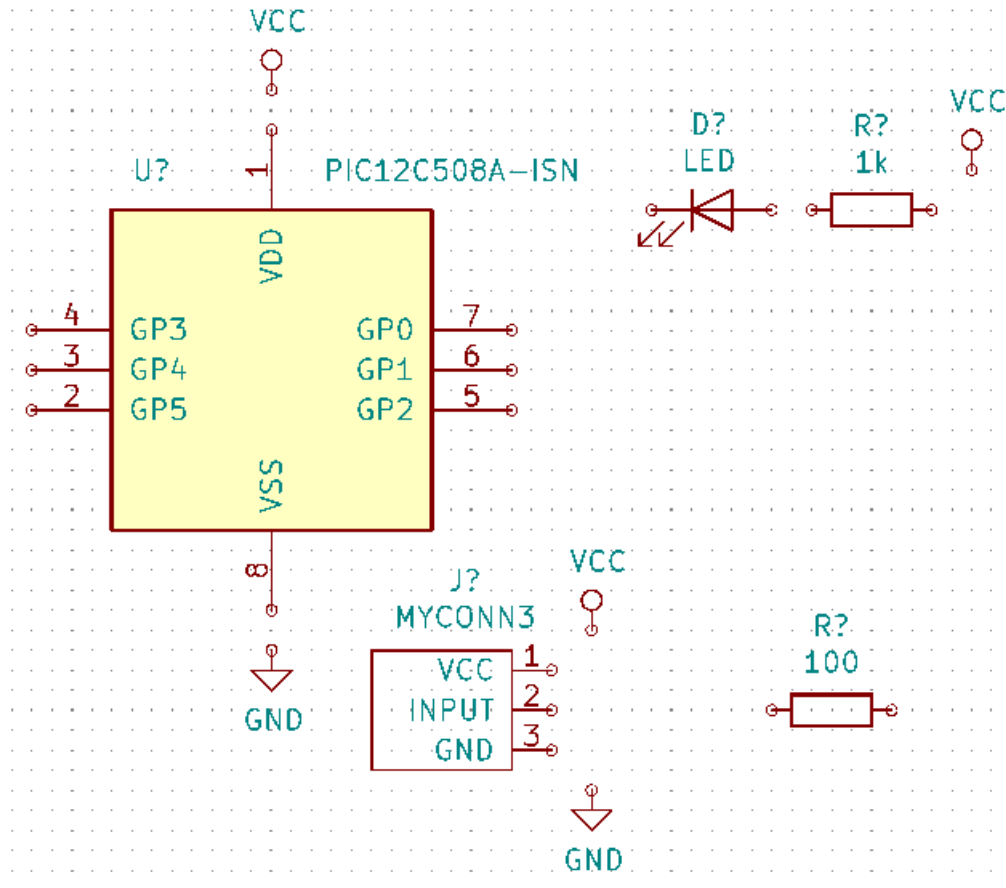 VCC
VCC
D?
R?
LED
1k
U?
PIC12C508A-ISN
1
VDD
4
GP3
GP0
7
3
GP4
GP1
6
2
GP5
GP2
5
VSS
8
VCC
J?
MYCONN3
R?
100
VCC
1
INPUT
2
GND
3
GND
GND